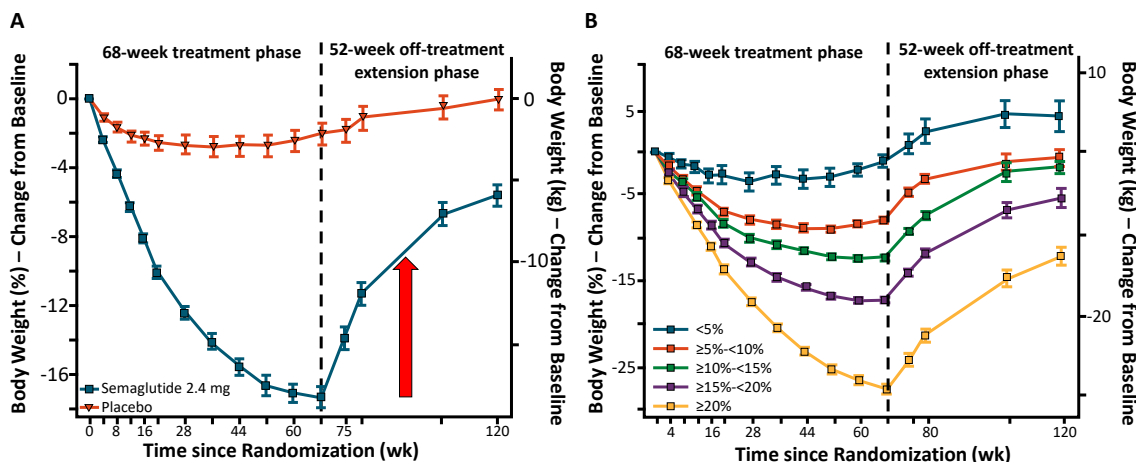 A
68-week treatment phase
52-week off-treatment
extension phase
Body Weight (%) – Change from Baseline
0
-4
-8
-12
-16
Body Weight (kg) – Change from Baseline
0
-10
Semaglutide 2.4 mg
Placebo
0 8 16 28 44 60 75 120
Time since Randomization (wk)
B
68-week treatment phase
52-week off-treatment
extension phase
Body Weight (%) – Change from Baseline
5
-5
-15
-25
Body Weight (kg) – Change from Baseline
10
-20
<5%
≥5%-<10%
≥10%-<15%
≥15%-<20%
≥20%
4 16 28 44 60 80 120
Time since Randomization (wk)